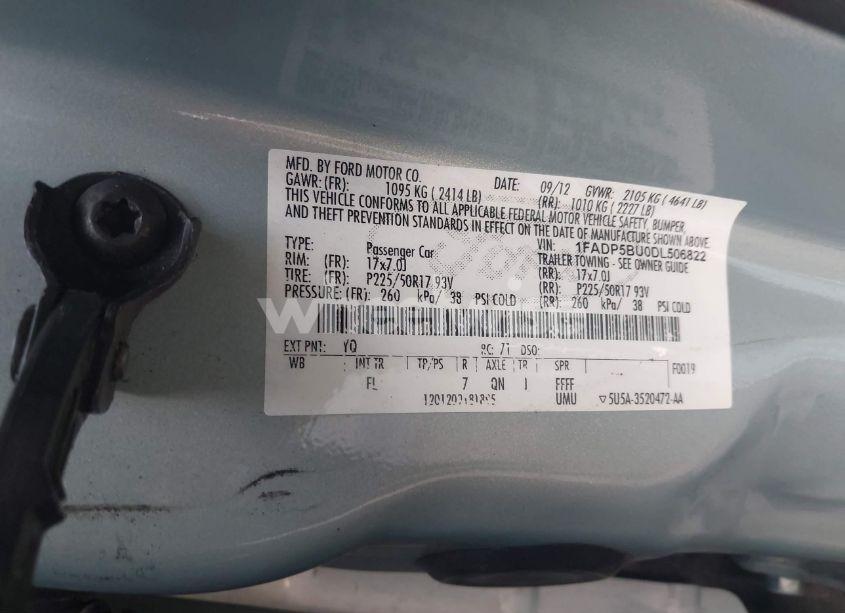 MFD. BY FORD MOTOR CO. DATE: 09/12 GVWR: 2105 KG ( 4641 LB)
GAWR: (FR): 1095 KG ( 2414 LB) (RR): 1010 KG ( 2227 LB)
THIS VEHICLE CONFORMS TO ALL APPLICABLE FEDERAL MOTOR VEHICLE SAFETY, BUMPER,
AND THEFT PREVENTION STANDARDS IN EFFECT ON THE DATE OF MANUFACTURE SHOWN ABOVE.
VIN: 1FADP5BU0DL506822
TYPE: Passenger Car TRAILER TOWING - SEE OWNER GUIDE
RIM: (FR): 17x7.0J (RR): 17x7.0J
TIRE: (FR): P225/50R17 93V (RR): P225/50R17 93V
PRESSURE: (FR): 260 kPa/ 38 PSI COLD (RR): 260 kPa/ 38 PSI COLD
EXT PNT: YQ RC: 71 DSO:
WB INT TR TP/PS R AXLE TR SPR F0019
FL 7 QN J FFFF
UMU 5U5A-3520472-AA